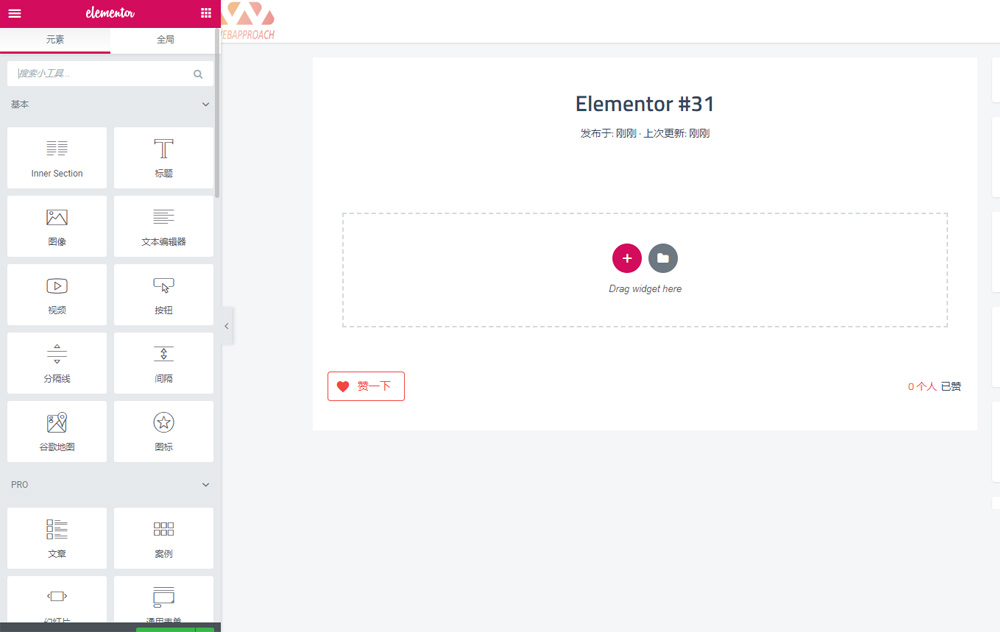 elementor
WEBAPPROACH
元素
全局
搜索小工具...
基本
Inner Section
标题
图像
文本编辑器
视频
按钮
分隔线
间隔
谷歌地图
图标
PRO
文章
案例
幻灯片
通用表单
Elementor #31
发布于: 刚刚 · 上次更新: 刚刚
Drag widget here
赞一下
0 个人 已赞